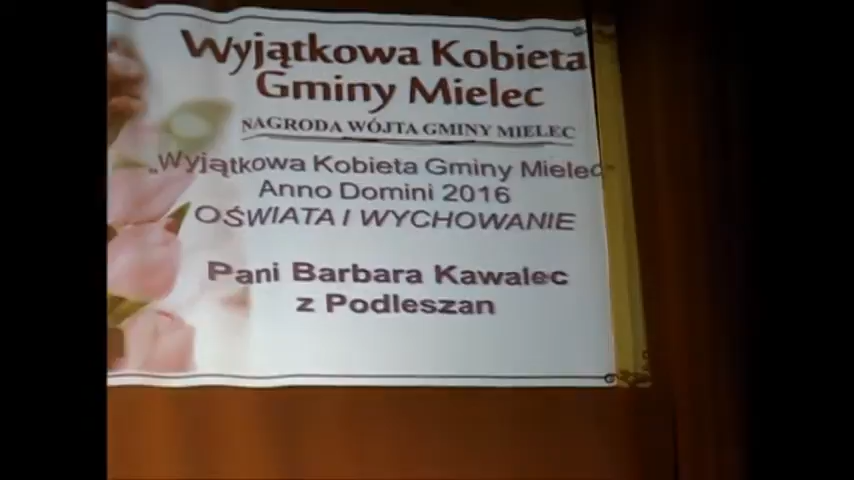 Wyjątkowa Kobieta
Gminy Mielec
NAGRODA WÓJTA GMINY MIELEC
„Wyjątkowa Kobieta Gminy Mielec"
Anno Domini 2016
OŚWIATA I WYCHOWANIE
Pani Barbara Kawalec
z Podleszan